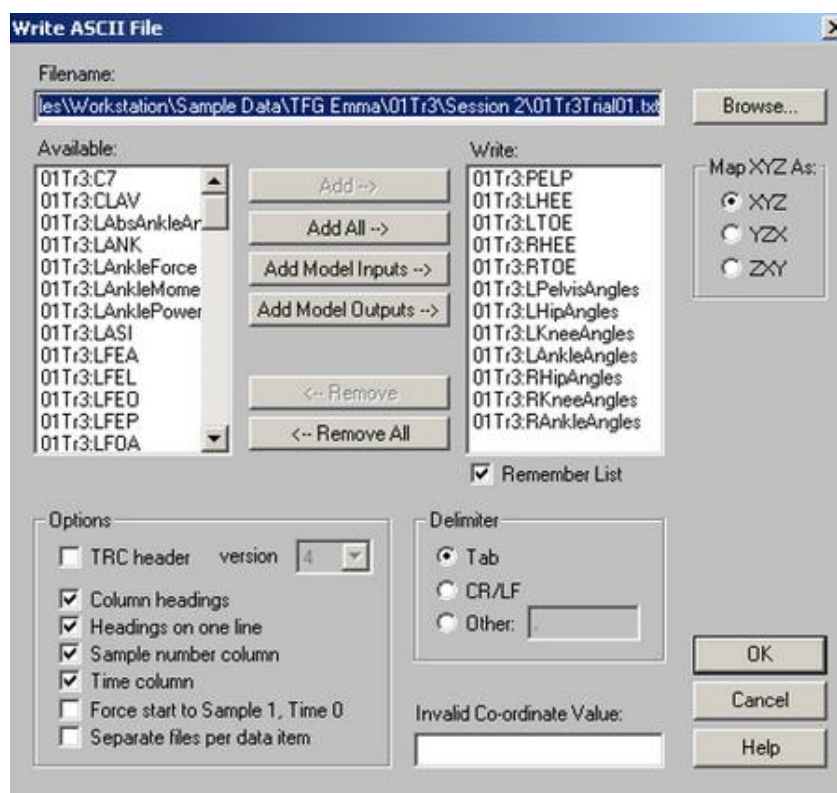 Write ASCII File
Filename:
les\Workstation\Sample Data\TFG Emma\01Tr3\Session 2\01Tr3Trial01.txt
Browse...
Available:
01Tr3:C7
01Tr3:CLAV
01Tr3:LAbsAnkleAr
01Tr3:LANK
01Tr3:LAnkleForce
01Tr3:LAnkleMome
01Tr3:LAnklePower
01Tr3:LASI
01Tr3:LFEA
01Tr3:LFEL
01Tr3:LFEO
01Tr3:LFEP
01Tr3:LFOA
Add -->
Add All -->
Add Model Inputs -->
Add Model Outputs -->
<-- Remove
<-- Remove All
Write:
01Tr3:PELP
01Tr3:LHEE
01Tr3:LTOE
01Tr3:RHEE
01Tr3:RTOE
01Tr3:LPelvisAngles
01Tr3:LHipAngles
01Tr3:LKneeAngles
01Tr3:LAnkleAngles
01Tr3:RHipAngles
01Tr3:RKneeAngles
01Tr3:RAnkleAngles
Remember List
Map XYZ As:
XYZ
YZX
ZXY
Options
TRC header version 4
Column headings
Headings on one line
Sample number column
Time column
Force start to Sample 1, Time 0
Separate files per data item
Delimiter
Tab
CR/LF
Other:
Invalid Co-ordinate Value:
OK
Cancel
Help